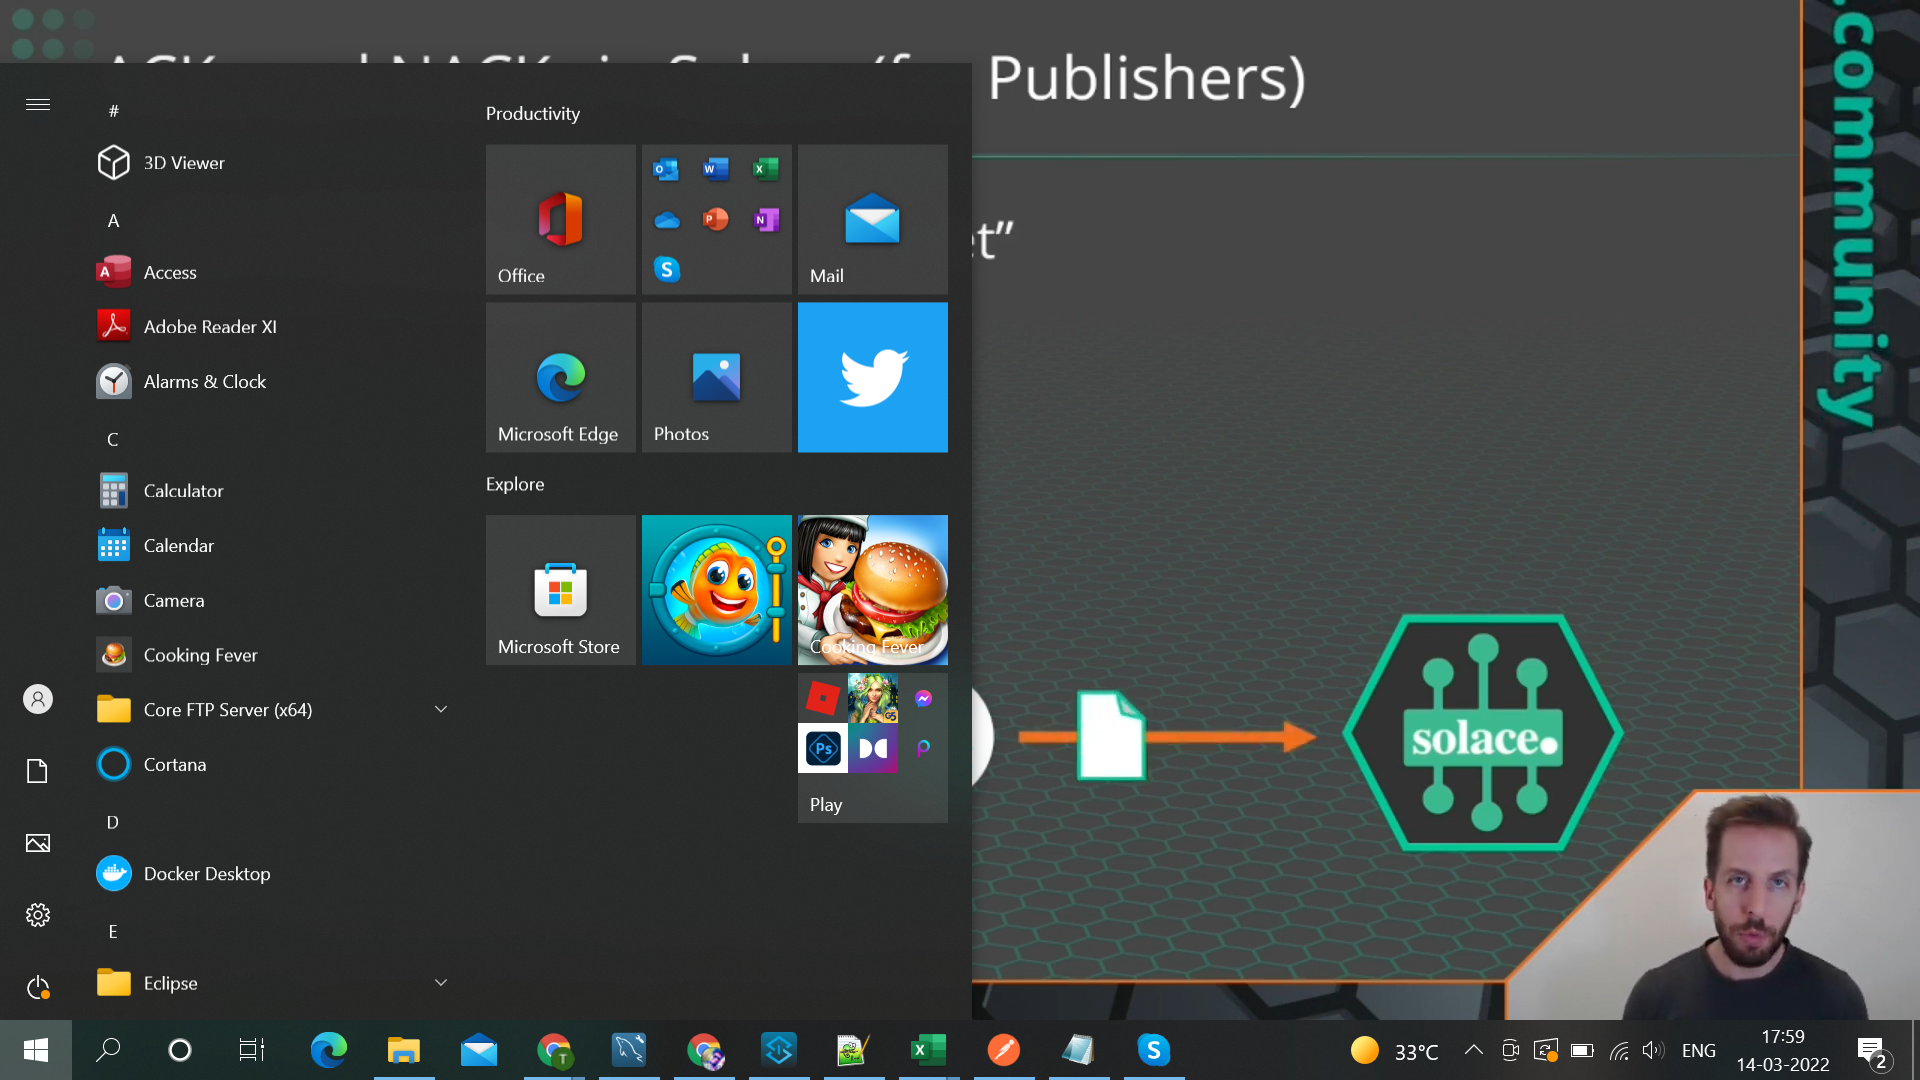 Publishers)
et”
.community
#
3D Viewer
A
Access
Adobe Reader XI
Alarms & Clock
C
Calculator
Calendar
Camera
Cooking Fever
Core FTP Server (x64)
Cortana
D
Docker Desktop
E
Eclipse
Productivity
Office
Mail
Microsoft Edge
Photos
Explore
Microsoft Store
Cooking Fever
Play
solace.
33°C
ENG
17:59
14-03-2022
2